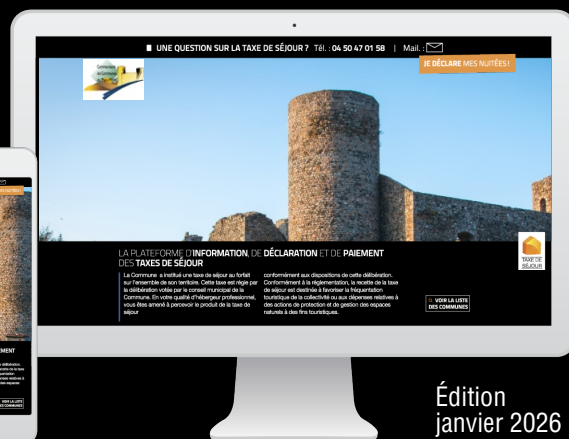 UNE QUESTION SUR LA TAXE DE SÉJOUR ? Tél. : 04 50 47 01 58 | Mail. :
JE DÉCLARE MES NUITÉES !
LA PLATEFORME D'INFORMATION, DE DÉCLARATION ET DE PAIEMENT
DES TAXES DE SÉJOUR
La Commune a institué une taxe de séjour au forfait
sur l'ensemble de son territoire. Cette taxe est régie par
la délibération votée par le conseil municipal de la
Commune. En votre qualité d'hébergeur professionnel,
vous êtes amené à percevoir le produit de la taxe de
séjour
conformément aux dispositions de cette délibération.
Conformément à la réglementation, la recette de la taxe
de séjour est destinée à favoriser la fréquentation
touristique de la collectivité ou aux dépenses relatives à
des actions de protection et de gestion des espaces
naturels à des fins touristiques.
TAXE DE
SÉJOUR
VOIR LA LISTE
DES COMMUNES
EMENT
VOIR LA LISTE
DES COMMUNES
Édition
janvier 2026